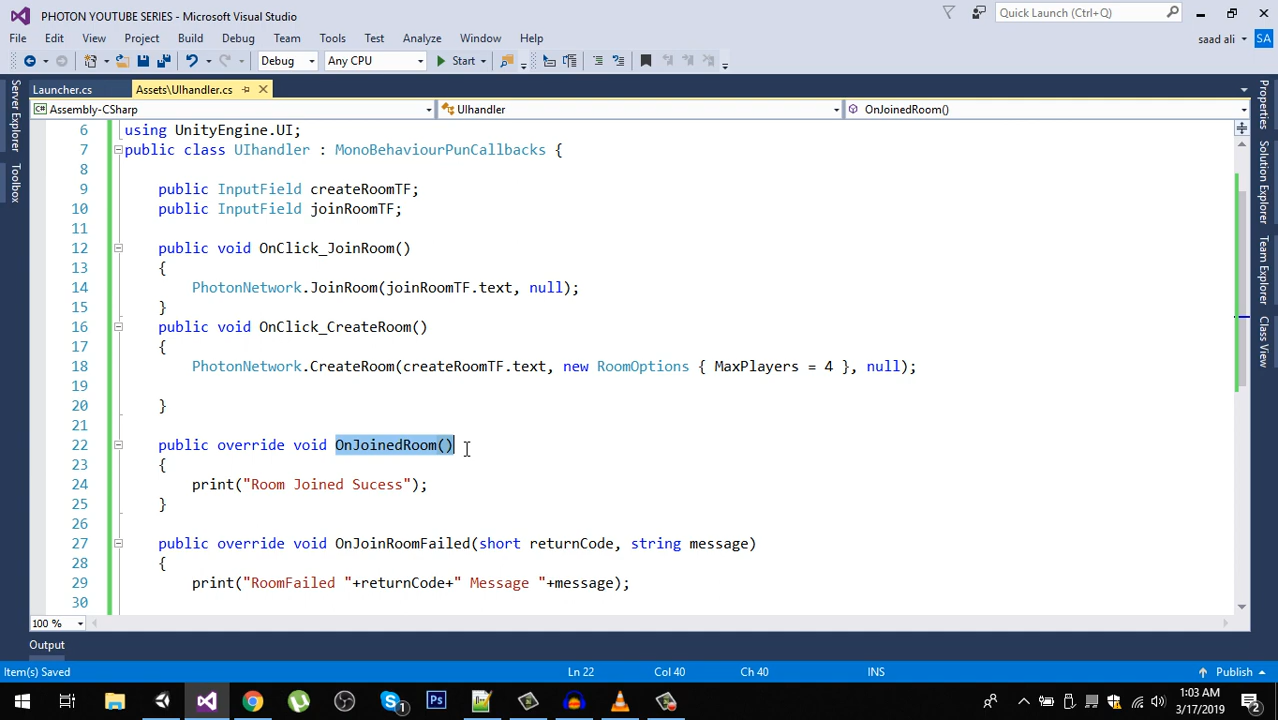 PHOTON YOUTUBE SERIES - Microsoft Visual Studio
Quick Launch (Ctrl+Q)
File Edit View Project Build Debug Team Tools Test Analyze Window Help
saad ali SA
Debug Any CPU Start
Launcher.cs Assets\UIhandler.cs
Assembly-CSharp UIhandler OnJoinedRoom()
Server Explorer
Toolbox
Properties
Solution Explorer
Team Explorer
Class View
6 using UnityEngine.UI;
7 public class UIhandler : MonoBehaviourPunCallbacks {
8
9 public InputField createRoomTF;
10 public InputField joinRoomTF;
11
12 public void OnClick_JoinRoom()
13 {
14 PhotonNetwork.JoinRoom(joinRoomTF.text, null);
15 }
16 public void OnClick_CreateRoom()
17 {
18 PhotonNetwork.CreateRoom(createRoomTF.text, new RoomOptions { MaxPlayers = 4 }, null);
19
20 }
21
22 public override void OnJoinedRoom()
23 {
24 print("Room Joined Sucess");
25 }
26
27 public override void OnJoinRoomFailed(short returnCode, string message)
28 {
29 print("RoomFailed "+returnCode+" Message "+message);
30
100 %
Output
Item(s) Saved Ln 22 Col 40 Ch 40 INS Publish
1:03 AM
3/17/2019